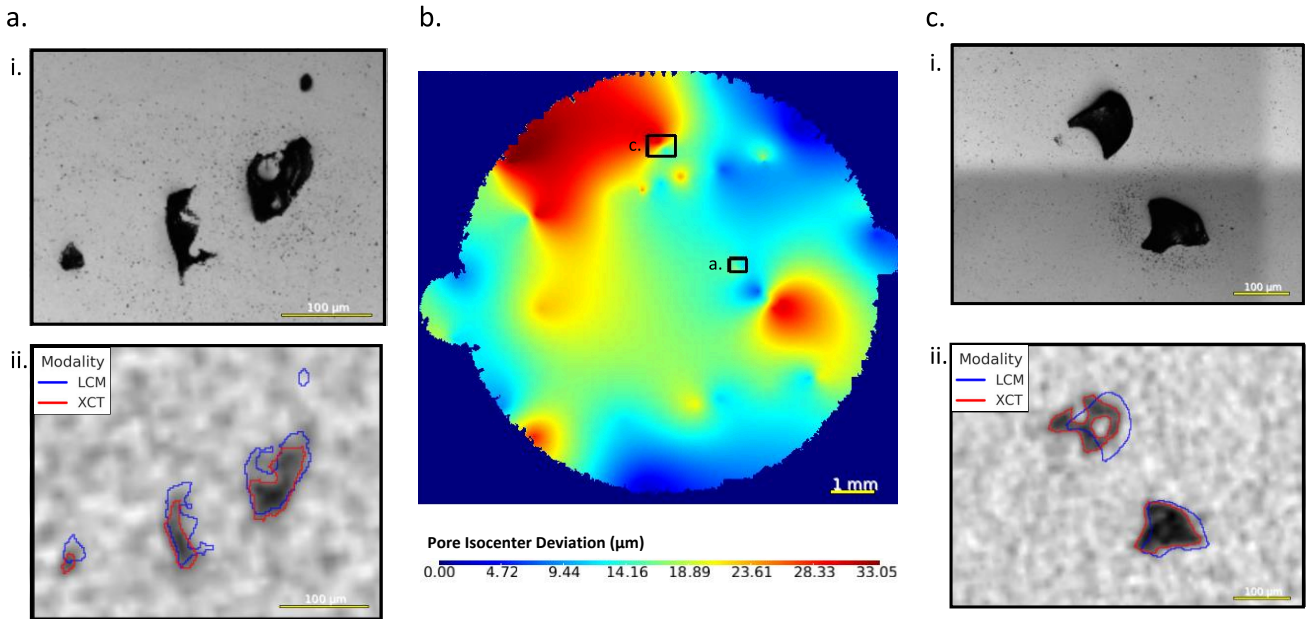 a.
i.
100 µm
ii.
Modality
LCM
XCT
100 µm
b.
c.
a.
1 mm
Pore Isocenter Deviation (µm)
0.00 4.72 9.44 14.16 18.89 23.61 28.33 33.05
c.
i.
100 µm
ii.
Modality
LCM
XCT
100 µm